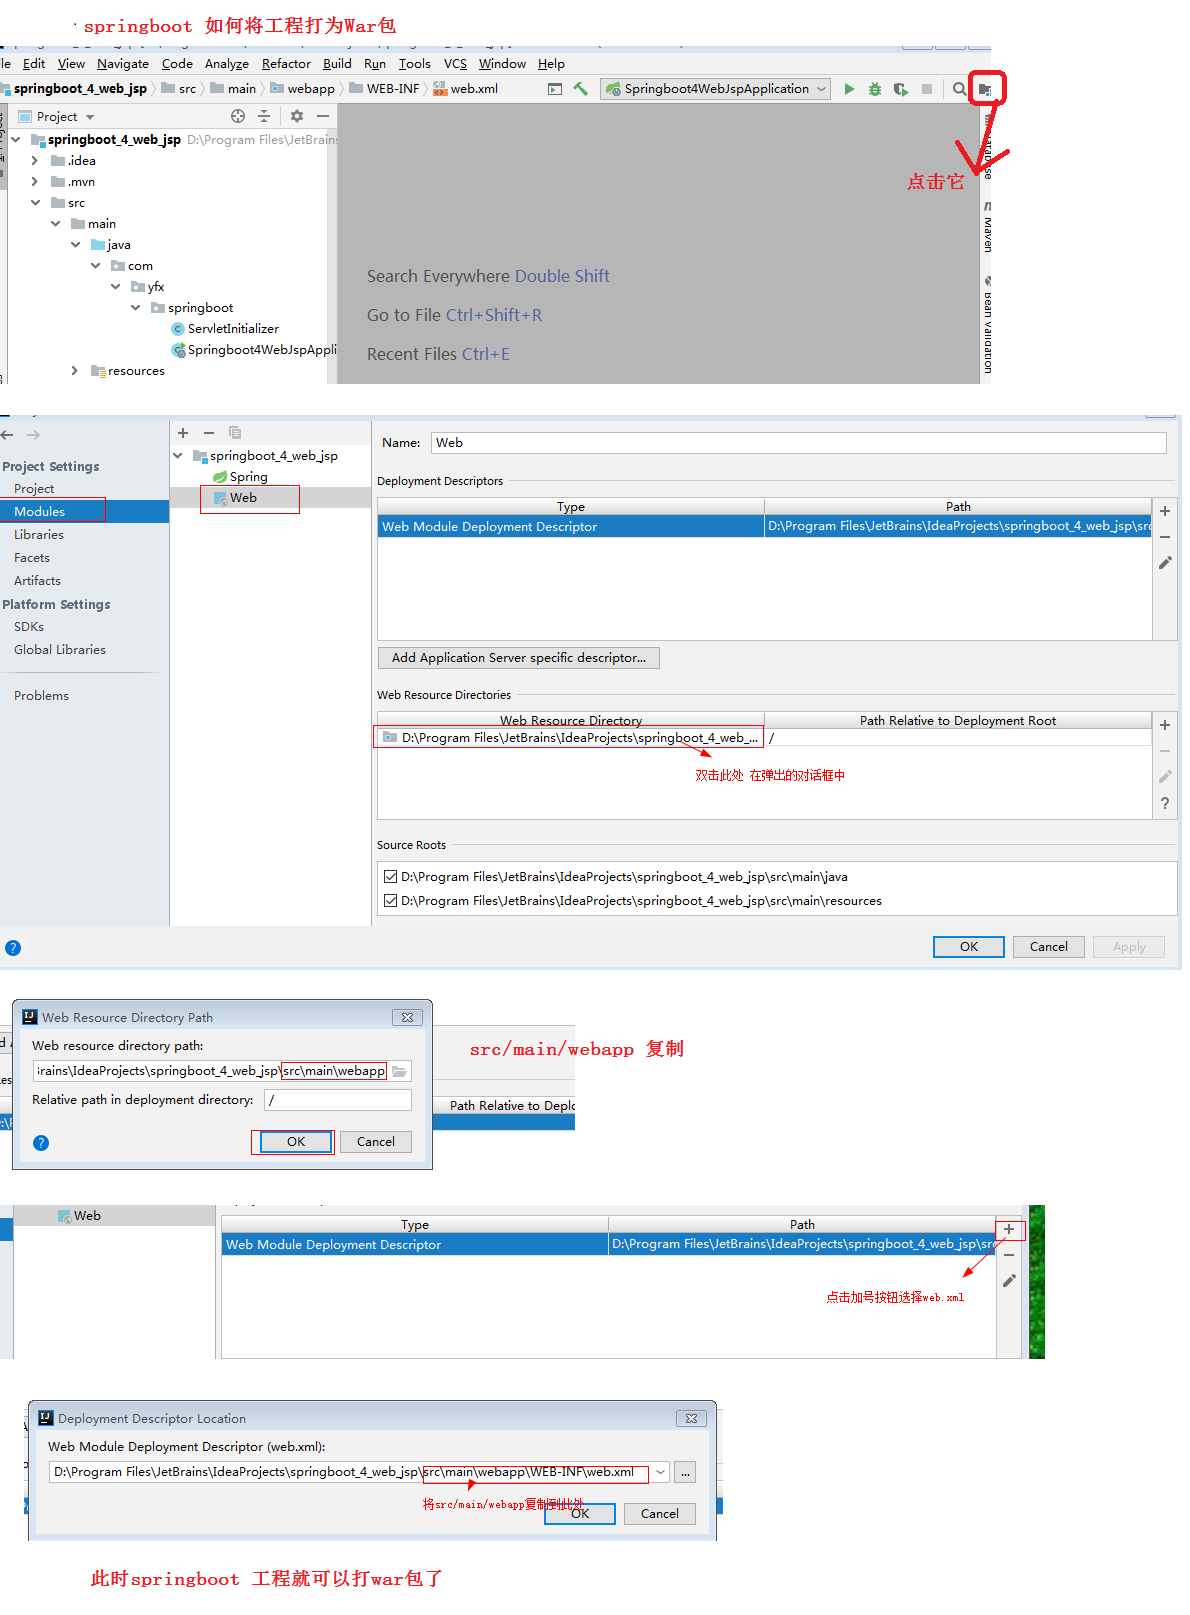 springboot 如何将工程打为War包
Edit View Navigate Code Analyze Refactor Build Run Tools VCS Window Help
springboot_4_web_jsp src main webapp WEB-INF web.xml Springboot4WebJspApplication
Project
springboot_4_web_jsp D:\Program Files\JetBrains
.idea
.mvn
src
main
java
com
yfx
springboot
ServletInitializer
Springboot4WebJspAppli
resources
点击它
Search Everywhere Double Shift
Go to File Ctrl+Shift+R
Recent Files Ctrl+E
Maven
Bean Validation
Project Settings
Project
Modules
Libraries
Facets
Artifacts
Platform Settings
SDKs
Global Libraries
Problems
springboot_4_web_jsp
Spring
Web
Name: Web
Deployment Descriptors
Type Path
Web Module Deployment Descriptor D:\Program Files\JetBrains\IdeaProjects\springboot_4_web_jsp\src
Add Application Server specific descriptor...
Web Resource Directories
Web Resource Directory Path Relative to Deployment Root
D:\Program Files\JetBrains\IdeaProjects\springboot_4_web_... /
双击此处 在弹出的对话框中
Source Roots
D:\Program Files\JetBrains\IdeaProjects\springboot_4_web_jsp\src\main\java
D:\Program Files\JetBrains\IdeaProjects\springboot_4_web_jsp\src\main\resources
OK Cancel Apply
Web Resource Directory Path
Web resource directory path:
Brains\IdeaProjects\springboot_4_web_jsp\src\main\webapp
Relative path in deployment directory: /
OK Cancel
src/main/webapp 复制
Path Relative to Deplo
Web
Type Path
Web Module Deployment Descriptor D:\Program Files\JetBrains\IdeaProjects\springboot_4_web_jsp\src
点击加号按钮选择web.xml
Deployment Descriptor Location
Web Module Deployment Descriptor (web.xml):
D:\Program Files\JetBrains\IdeaProjects\springboot_4_web_jsp\src\main\webapp\WEB-INF\web.xml ...
将src/main/webapp复制到此处
OK Cancel
此时springboot 工程就可以打war包了